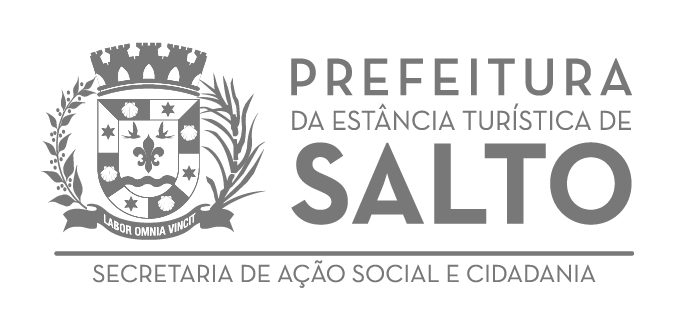 PREFEITURA
DA ESTÂNCIA TURÍSTICA DE
SALTO
LABOR OMNIA VINCIT
SECRETARIA DE AÇÃO SOCIAL E CIDADANIA